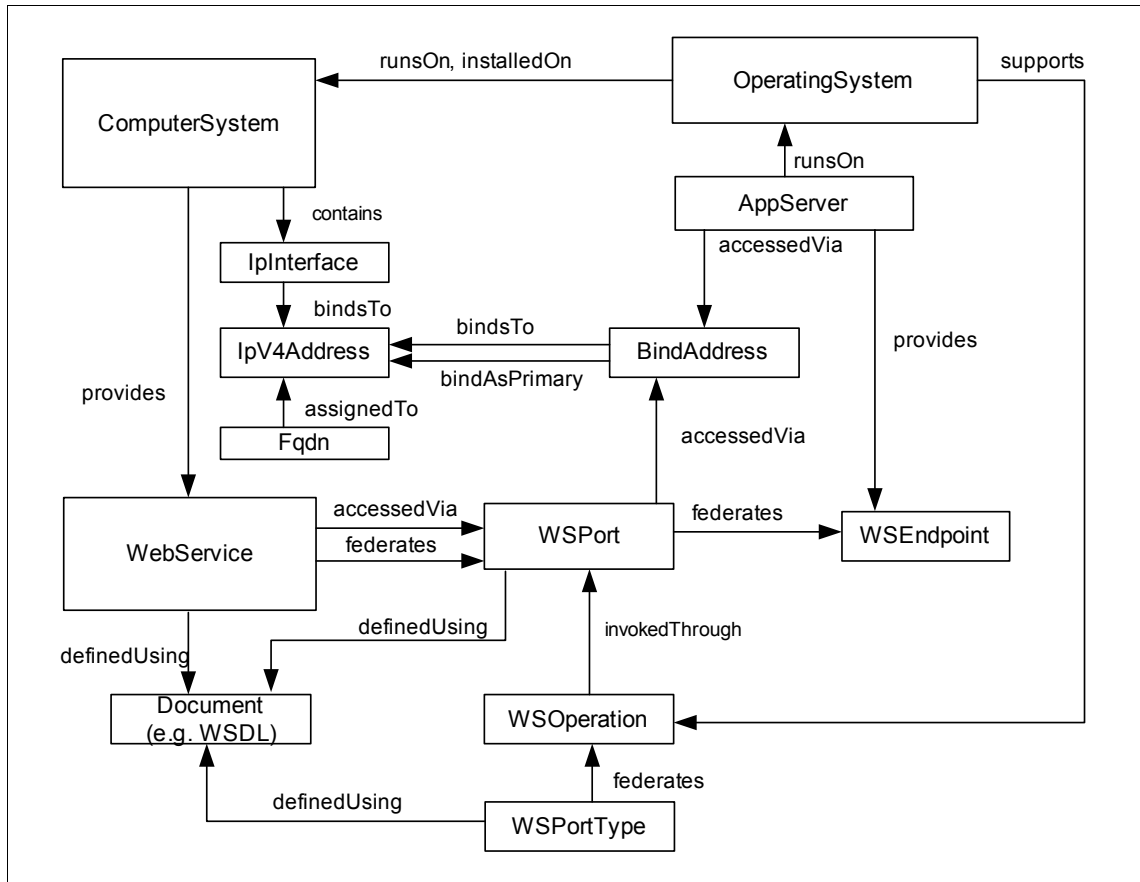 runsOn, installedOn
supports
OperatingSystem
ComputerSystem
runsOn
AppServer
contains
accessedVia
IpInterface
bindsTo
bindsTo
IpV4Address
BindAddress
provides
bindAsPrimary
provides
assignedTo
accessedVia
Fqdn
accessedVia
federates
WSPort
WSEndpoint
WebService
federates
definedUsing
invokedThrough
definedUsing
Document
(e.g. WSDL)
WSOperation
federates
definedUsing
WSPortType